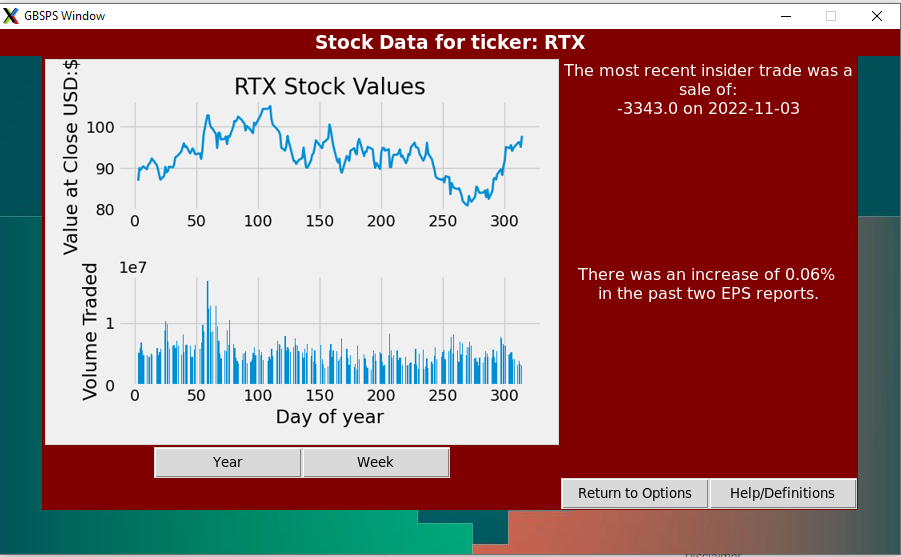 GBSPS Window
Stock Data for ticker: RTX
RTX Stock Values
Value at Close USD:$
100
90
80
0 50 100 150 200 250 300
1e7
Volume Traded
1
0
0 50 100 150 200 250 300
Day of year
The most recent insider trade was a
sale of:
-3343.0 on 2022-11-03
There was an increase of 0.06%
in the past two EPS reports.
Year
Week
Return to Options
Help/Definitions
Disclaimer